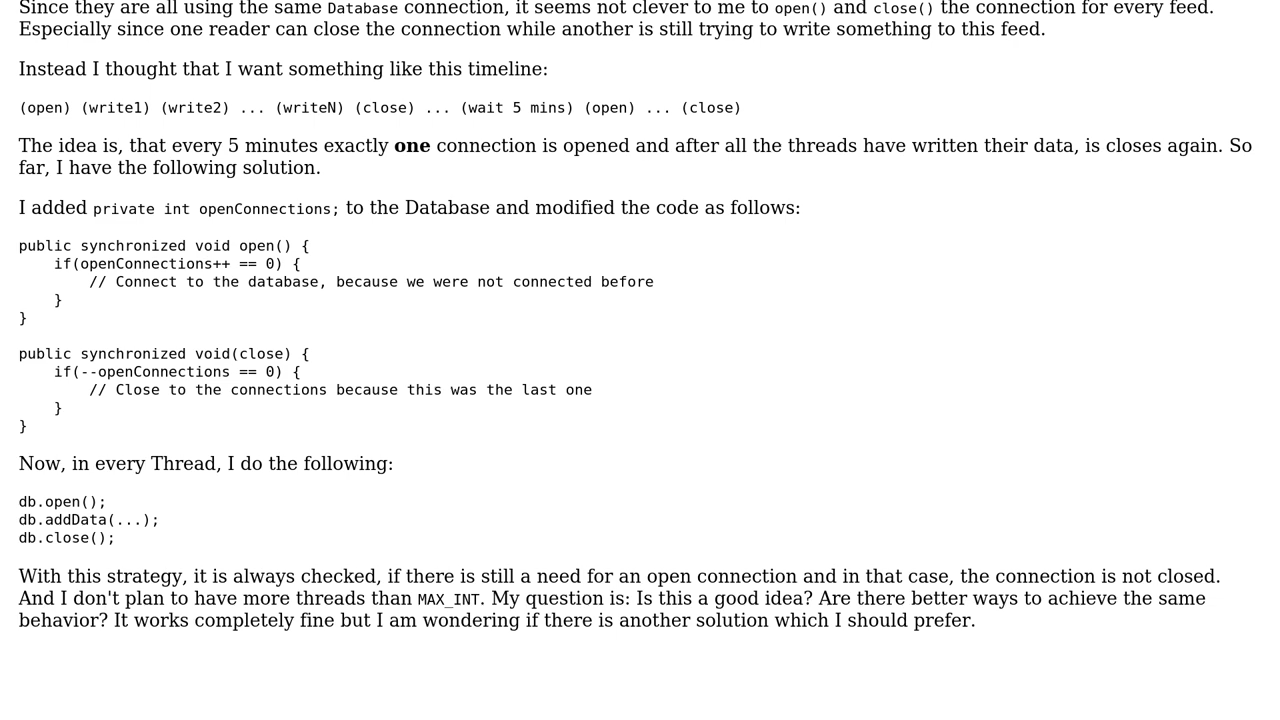 Since they are all using the same Database connection, it seems not clever to me to open() and close() the connection for every feed.
Especially since one reader can close the connection while another is still trying to write something to this feed.
Instead I thought that I want something like this timeline:
(open) (write1) (write2) ... (writeN) (close) ... (wait 5 mins) (open) ... (close)
The idea is, that every 5 minutes exactly one connection is opened and after all the threads have written their data, is closes again. So
far, I have the following solution.
I added private int openConnections; to the Database and modified the code as follows:
public synchronized void open() {
    if(openConnections++ == 0) {
        // Connect to the database, because we were not connected before
    }
}
public synchronized void(close) {
    if(--openConnections == 0) {
        // Close to the connections because this was the last one
    }
}
Now, in every Thread, I do the following:
db.open();
db.addData(...);
db.close();
With this strategy, it is always checked, if there is still a need for an open connection and in that case, the connection is not closed.
And I don't plan to have more threads than MAX_INT. My question is: Is this a good idea? Are there better ways to achieve the same
behavior? It works completely fine but I am wondering if there is another solution which I should prefer.